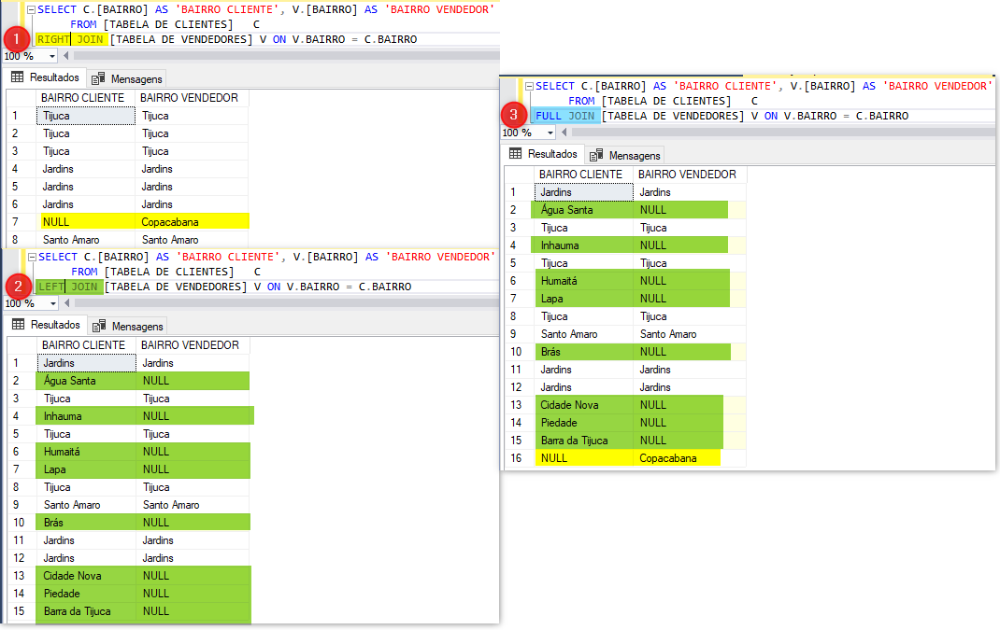 SELECT C.[BAIRRO] AS 'BAIRRO CLIENTE', V.[BAIRRO] AS 'BAIRRO VENDEDOR'
FROM [TABELA DE CLIENTES] C
1 RIGHT JOIN [TABELA DE VENDEDORES] V ON V.BAIRRO = C.BAIRRO
100 %
Resultados Mensagens
BAIRRO CLIENTE BAIRRO VENDEDOR
1 Tijuca Tijuca
2 Tijuca Tijuca
3 Tijuca Tijuca
4 Jardins Jardins
5 Jardins Jardins
6 Jardins Jardins
7 NULL Copacabana
8 Santo Amaro Santo Amaro
SELECT C.[BAIRRO] AS 'BAIRRO CLIENTE', V.[BAIRRO] AS 'BAIRRO VENDEDOR'
FROM [TABELA DE CLIENTES] C
2 LEFT JOIN [TABELA DE VENDEDORES] V ON V.BAIRRO = C.BAIRRO
100 %
Resultados Mensagens
BAIRRO CLIENTE BAIRRO VENDEDOR
1 Jardins Jardins
2 Água Santa NULL
3 Tijuca Tijuca
4 Inhauma NULL
5 Tijuca Tijuca
6 Humaitá NULL
7 Lapa NULL
8 Tijuca Tijuca
9 Santo Amaro Santo Amaro
10 Brás NULL
11 Jardins Jardins
12 Jardins Jardins
13 Cidade Nova NULL
14 Piedade NULL
15 Barra da Tijuca NULL
SELECT C.[BAIRRO] AS 'BAIRRO CLIENTE', V.[BAIRRO] AS 'BAIRRO VENDEDOR'
FROM [TABELA DE CLIENTES] C
3 FULL JOIN [TABELA DE VENDEDORES] V ON V.BAIRRO = C.BAIRRO
100 %
Resultados Mensagens
BAIRRO CLIENTE BAIRRO VENDEDOR
1 Jardins Jardins
2 Água Santa NULL
3 Tijuca Tijuca
4 Inhauma NULL
5 Tijuca Tijuca
6 Humaitá NULL
7 Lapa NULL
8 Tijuca Tijuca
9 Santo Amaro Santo Amaro
10 Brás NULL
11 Jardins Jardins
12 Jardins Jardins
13 Cidade Nova NULL
14 Piedade NULL
15 Barra da Tijuca NULL
16 NULL Copacabana